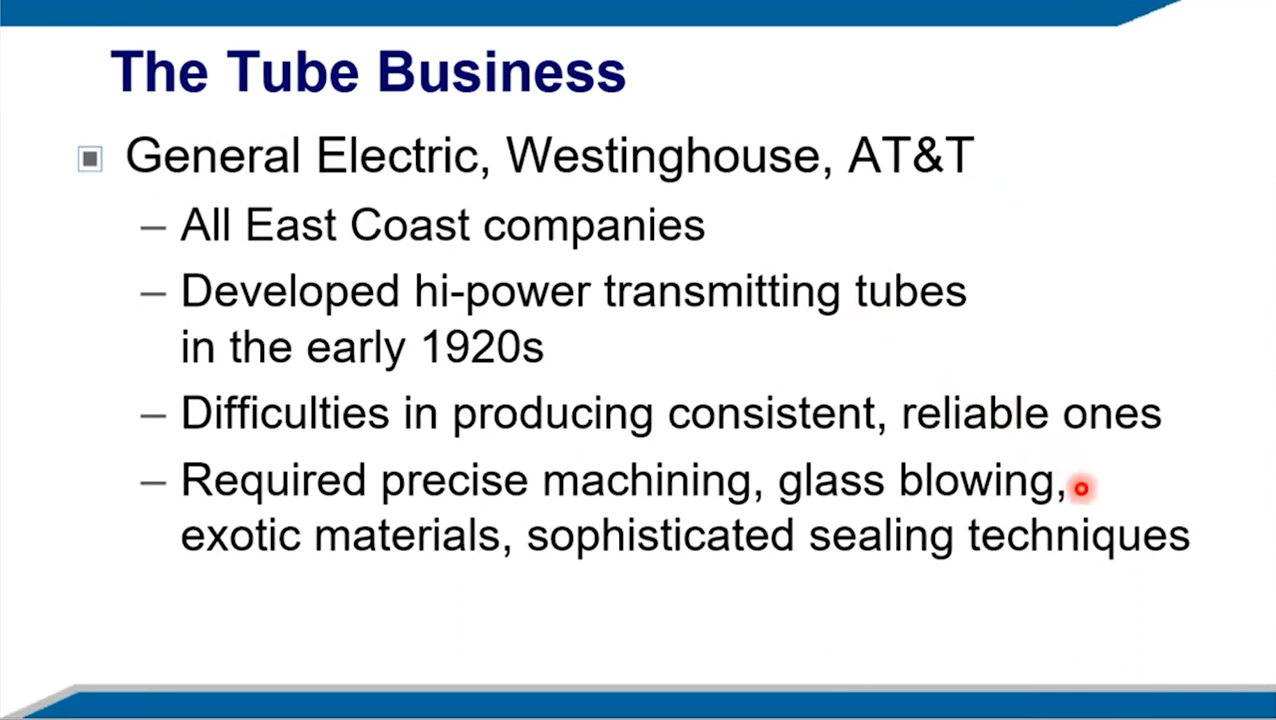 The Tube Business
General Electric, Westinghouse, AT&T
– All East Coast companies
– Developed hi-power transmitting tubes
in the early 1920s
– Difficulties in producing consistent, reliable ones
– Required precise machining, glass blowing,
exotic materials, sophisticated sealing techniques